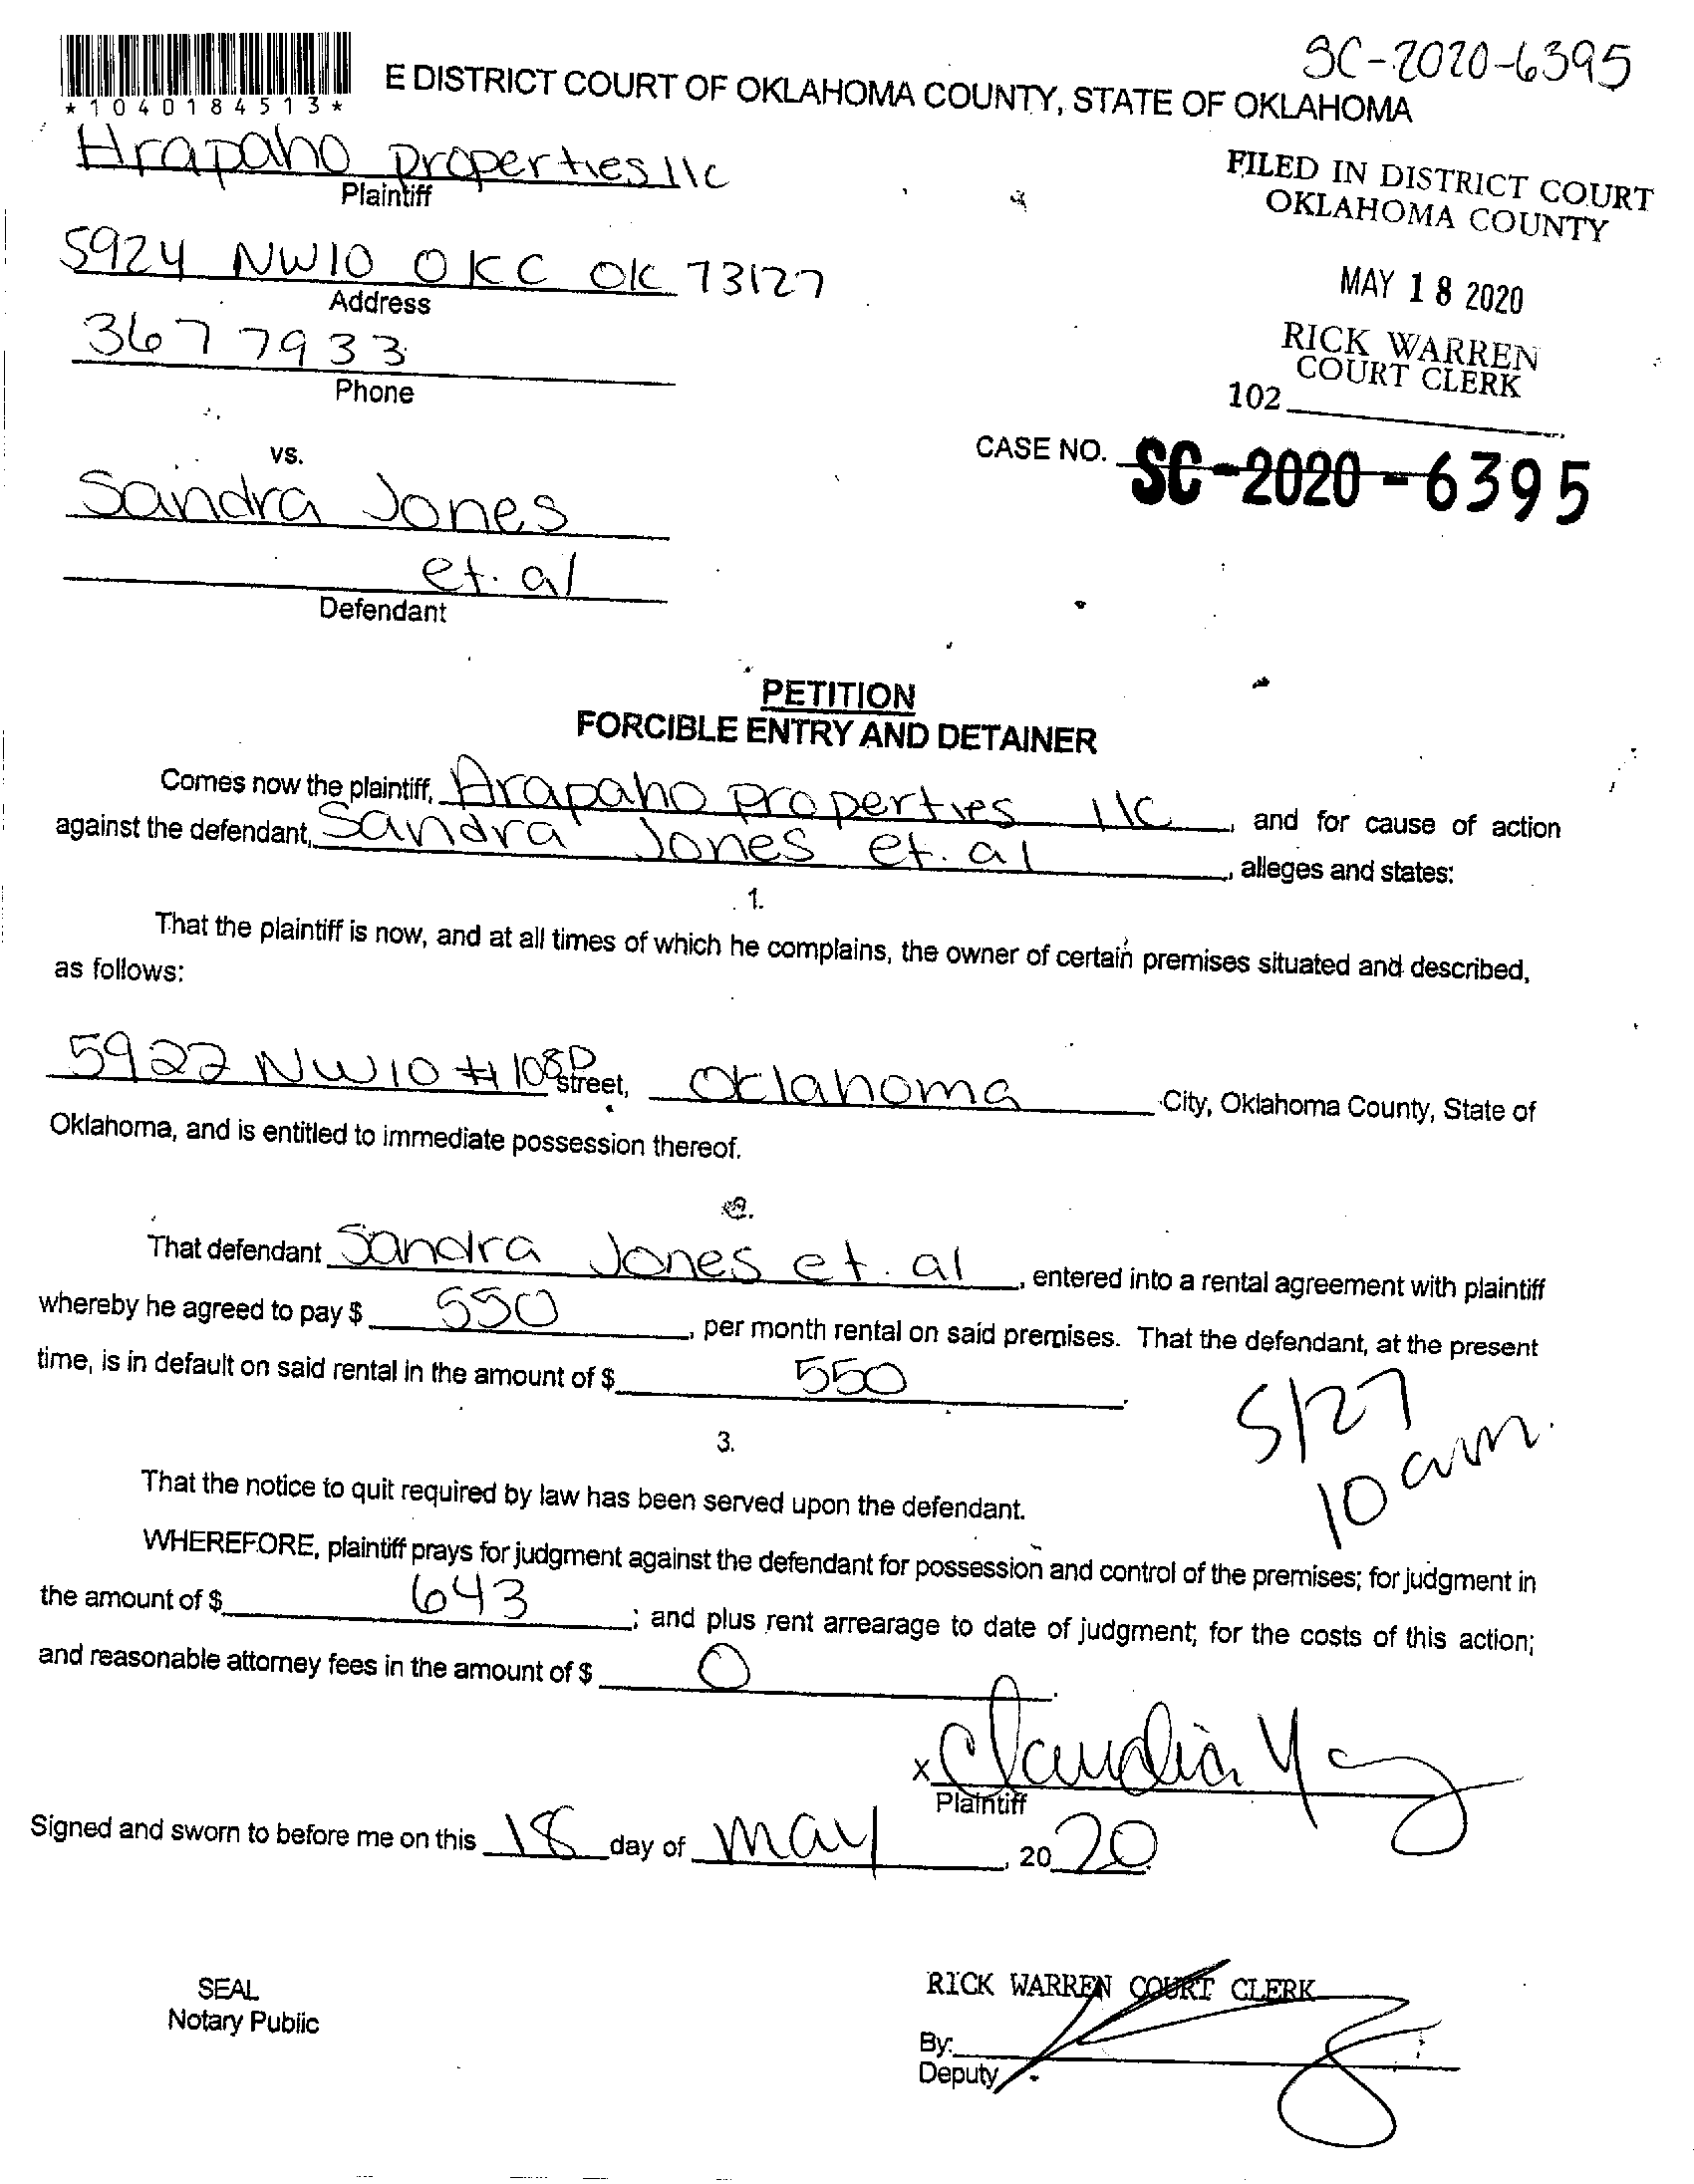 SC-2020-6395
*1040184513*
E DISTRICT COURT OF OKLAHOMA COUNTY, STATE OF OKLAHOMA
Arapaho properties llc
Plaintiff
FILED IN DISTRICT COURT
OKLAHOMA COUNTY
5924 NW10 OKC OK 73127
Address
MAY 18 2020
367 7933
Phone
RICK WARREN
COURT CLERK
102
vs.
CASE NO. SC-2020-6395
Sandra Jones
et. al
Defendant
PETITION
FORCIBLE ENTRY AND DETAINER
Comes now the plaintiff, Arapaho properties llc, and for cause of action
against the defendant, Sandra Jones et. al, alleges and states:
1.
That the plaintiff is now, and at all times of which he complains, the owner of certain premises situated and described,
as follows:
5922 NW10 #108D street, Oklahoma City, Oklahoma County, State of
Oklahoma, and is entitled to immediate possession thereof.
2.
That defendant Sandra Jones et. al, entered into a rental agreement with plaintiff
whereby he agreed to pay $ 550, per month rental on said premises. That the defendant, at the present
time, is in default on said rental in the amount of $ 550.
5/27
10 am.
3.
That the notice to quit required by law has been served upon the defendant.
WHEREFORE, plaintiff prays for judgment against the defendant for possession and control of the premises; for judgment in
the amount of $ 643; and plus rent arrearage to date of judgment; for the costs of this action;
and reasonable attorney fees in the amount of $ 0.
x Claudia
Plaintiff
Signed and sworn to before me on this 18 day of May, 20 20
SEAL
Notary Public
RICK WARREN COURT CLERK
By:
Deputy